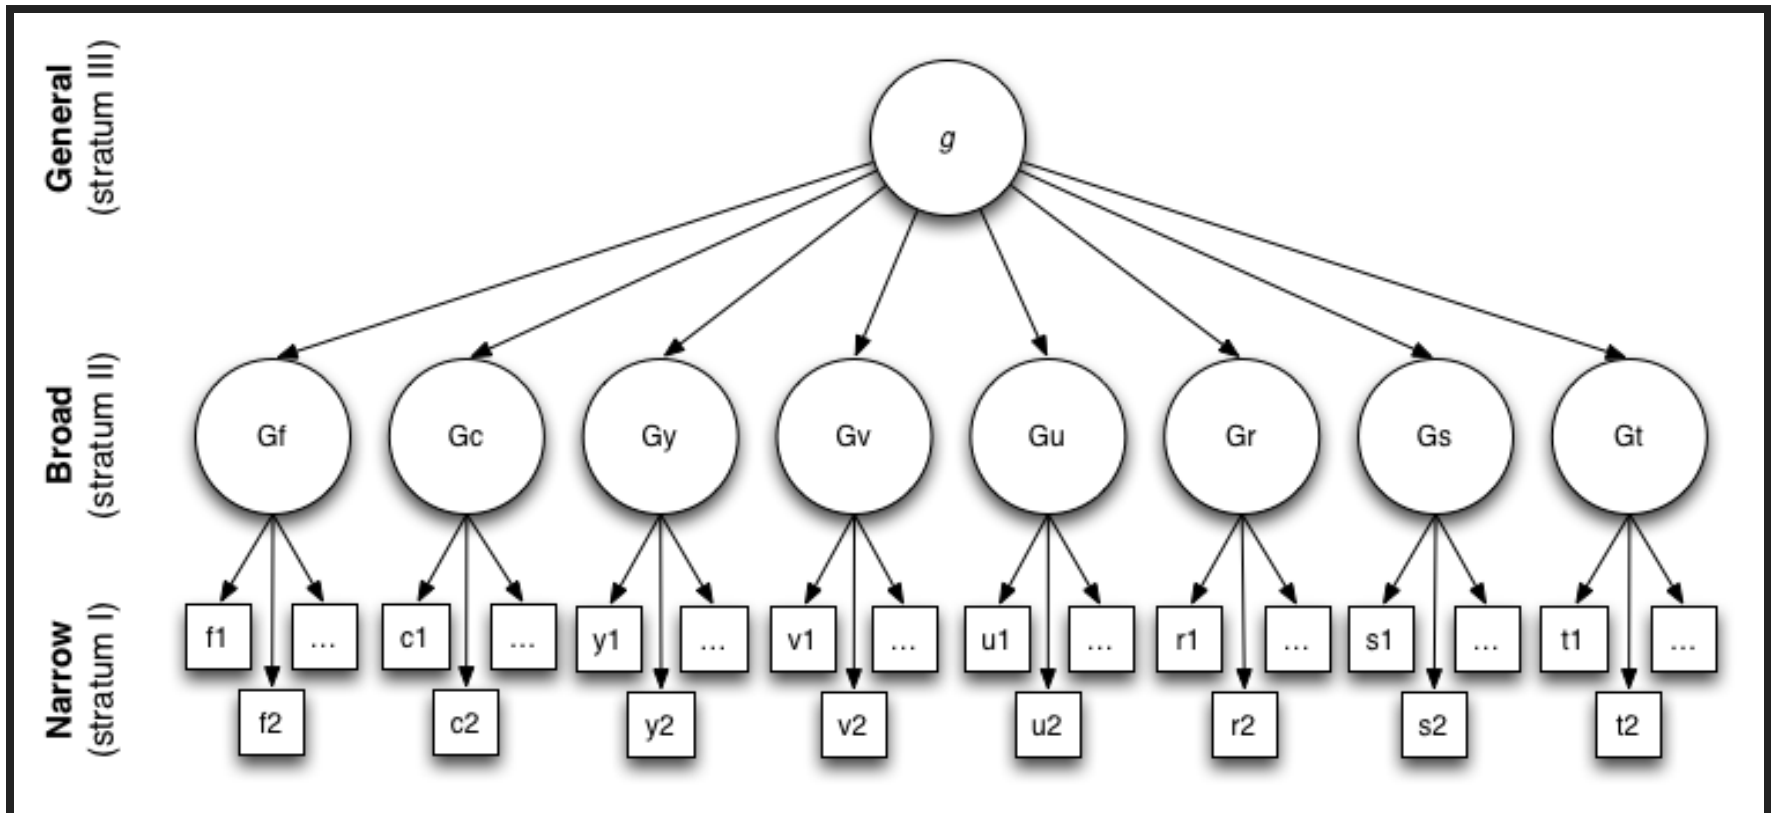 General
(stratum III)
g
Broad
(stratum II)
Gf
Gc
Gy
Gv
Gu
Gr
Gs
Gt
Narrow
(stratum I)
f1
...
c1
...
y1
...
v1
...
u1
...
r1
...
s1
...
t1
...
f2
c2
y2
v2
u2
r2
s2
t2